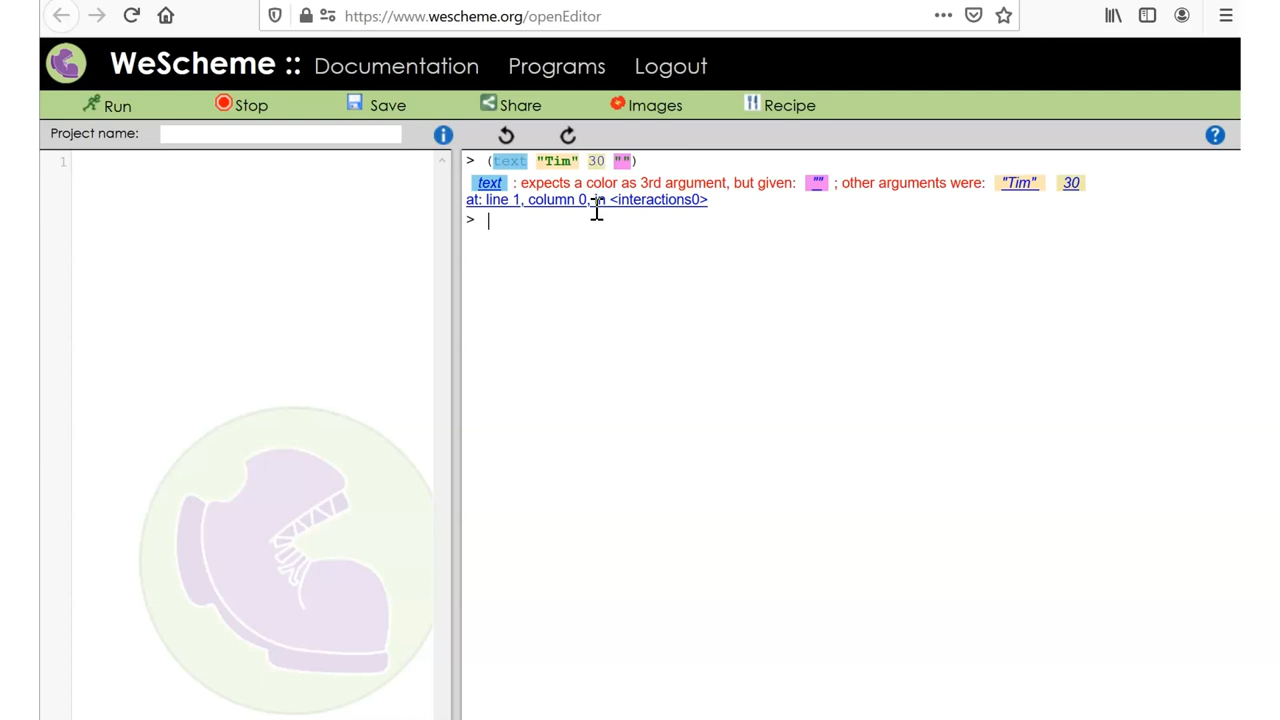 https://www.wescheme.org/openEditor
WeScheme :: Documentation Programs Logout
Run Stop Save Share Images Recipe
Project name:
1
> (text "Tim" 30 "")
text : expects a color as 3rd argument, but given: "" ; other arguments were: "Tim" 30
at: line 1, column 0, in <interactions0>
>